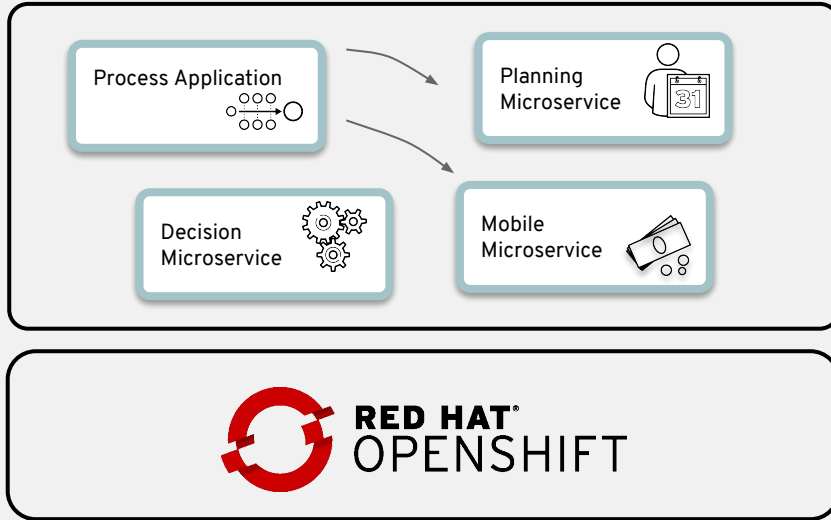 Process Application
Planning
Microservice
31
Decision
Microservice
Mobile
Microservice
RED HAT®
OPENSHIFT